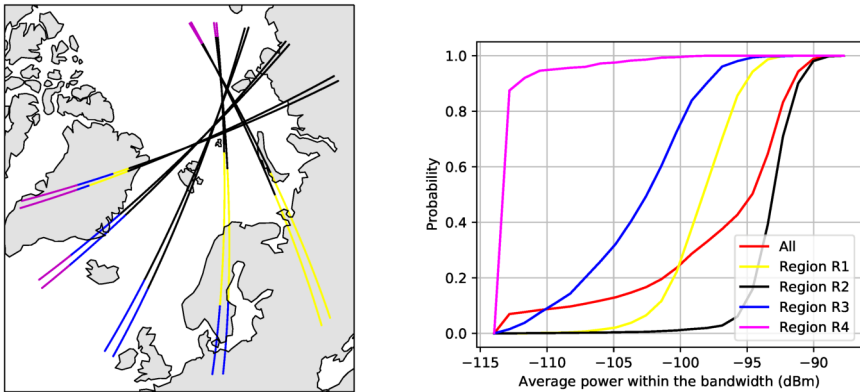 1.0
0.8
0.6
0.4
0.2
0.0
Probability
All
Region R1
Region R2
Region R3
Region R4
−115 −110 −105 −100 −95 −90
Average power within the bandwidth (dBm)